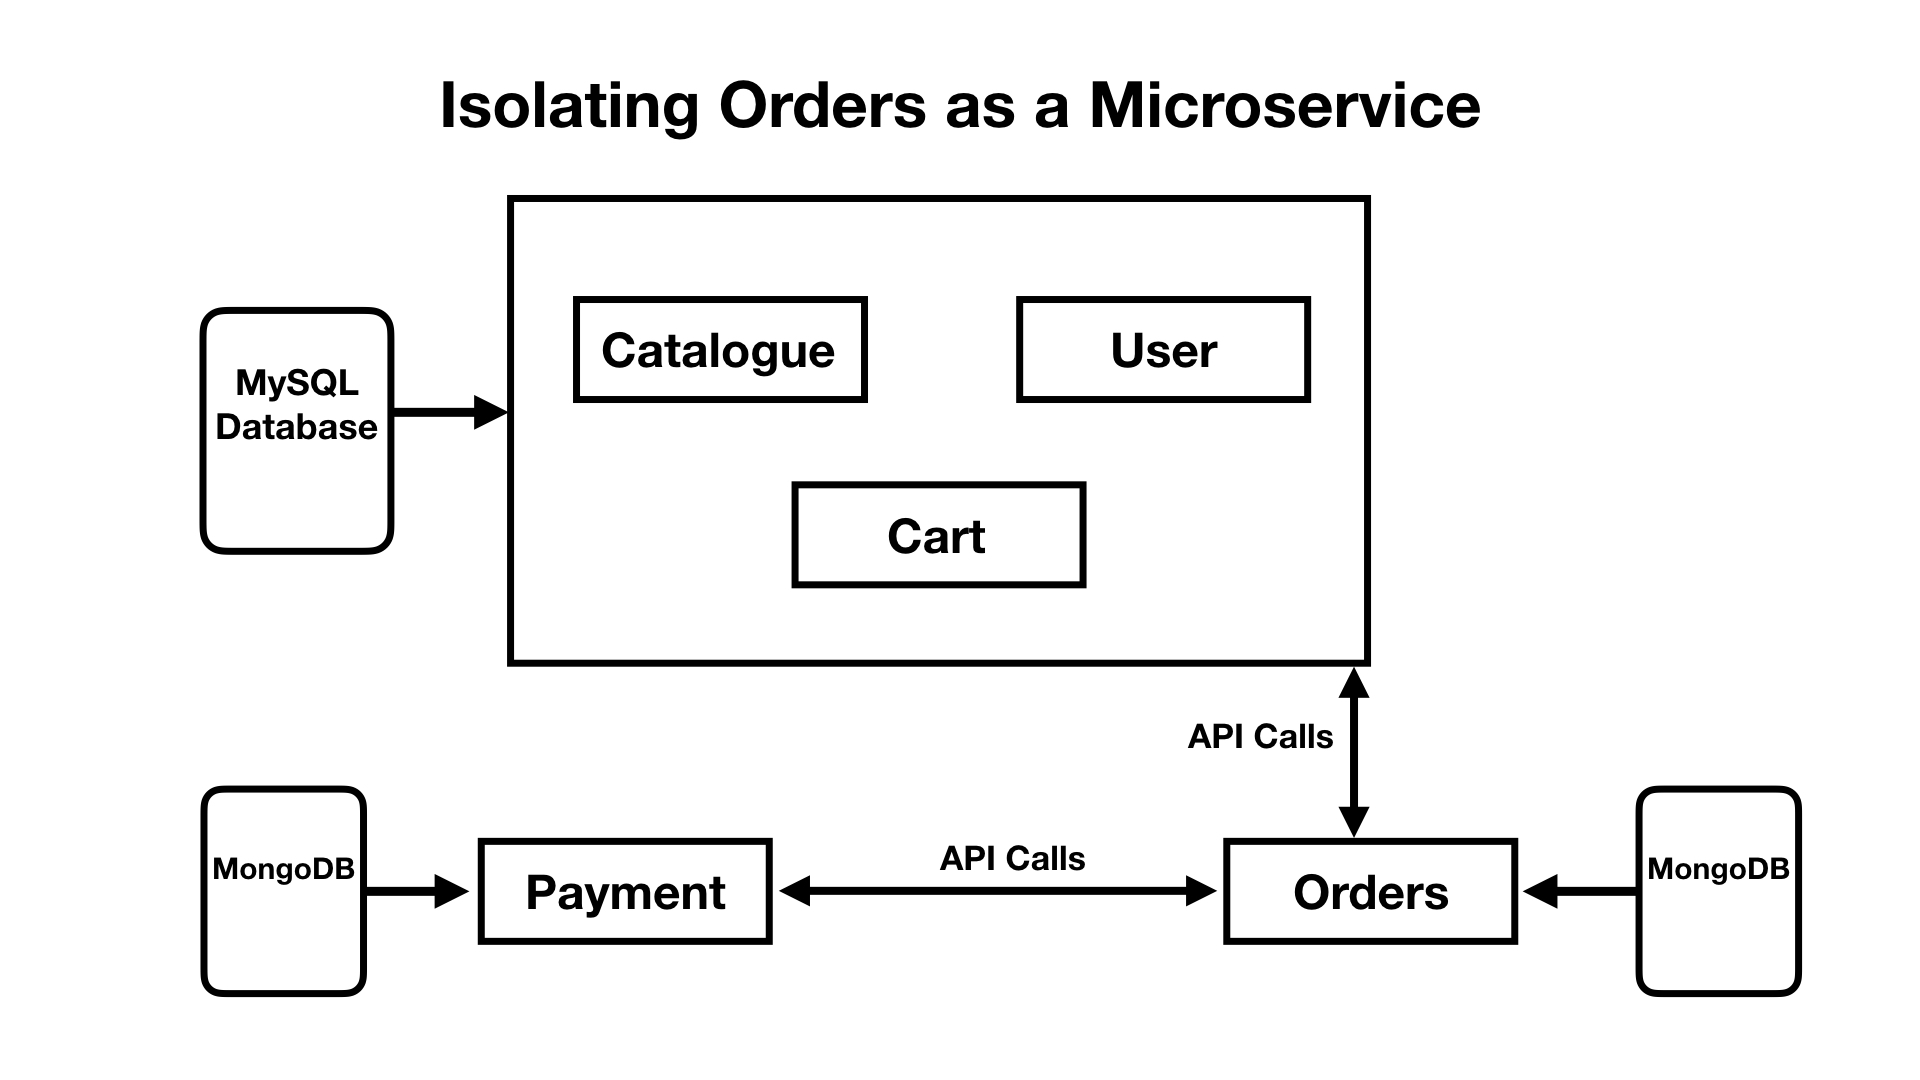 Isolating Orders as a Microservice
Catalogue
User
MySQL
Database
Cart
API Calls
MongoDB
Payment
API Calls
Orders
MongoDB